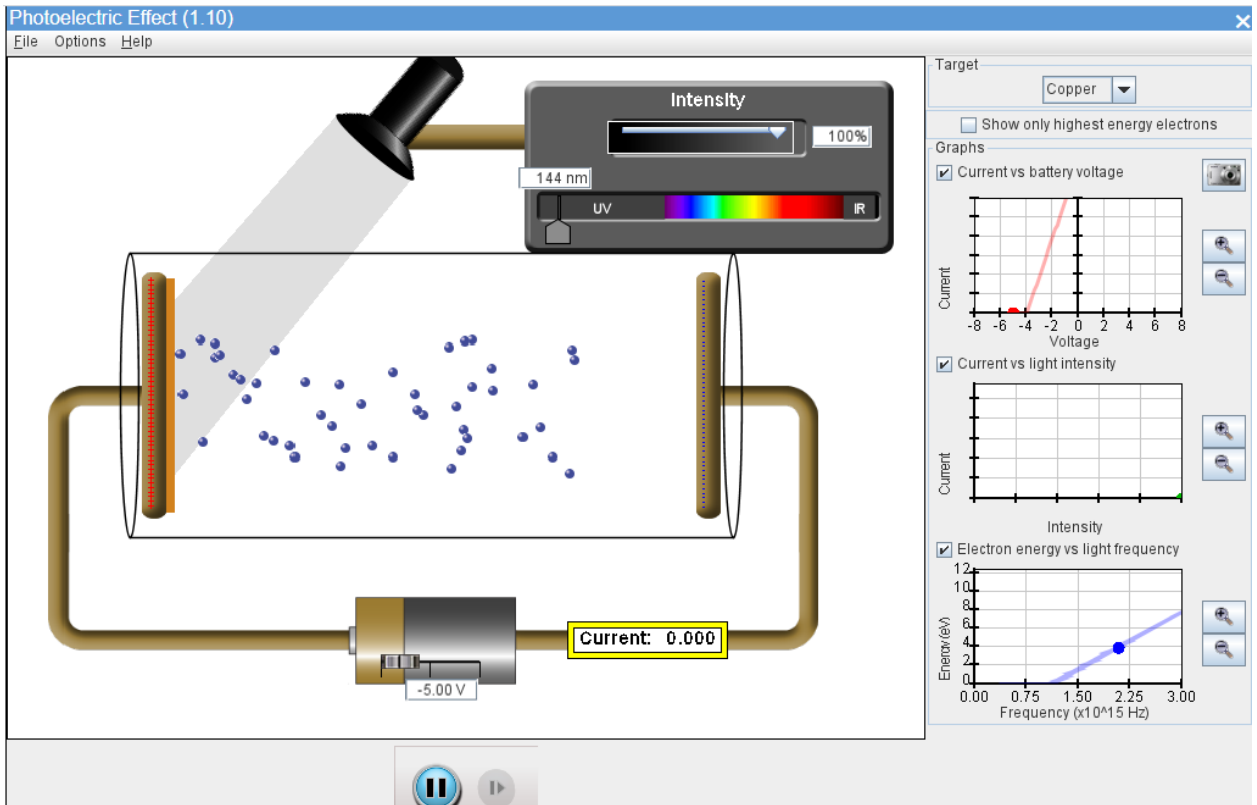 Photoelectric Effect (1.10)
File Options Help
Intensity
100%
144 nm
UV
IR
Current: 0.000
-5.00 V
Target
Copper
Show only highest energy electrons
Graphs
Current vs battery voltage
Current
-8 -6 -4 -2 0 2 4 6 8
Voltage
Current vs light intensity
Current
Intensity
Electron energy vs light frequency
Energy (eV)
12
10
8
6
4
2
0
0.00 0.75 1.50 2.25 3.00
Frequency (x10^15 Hz)